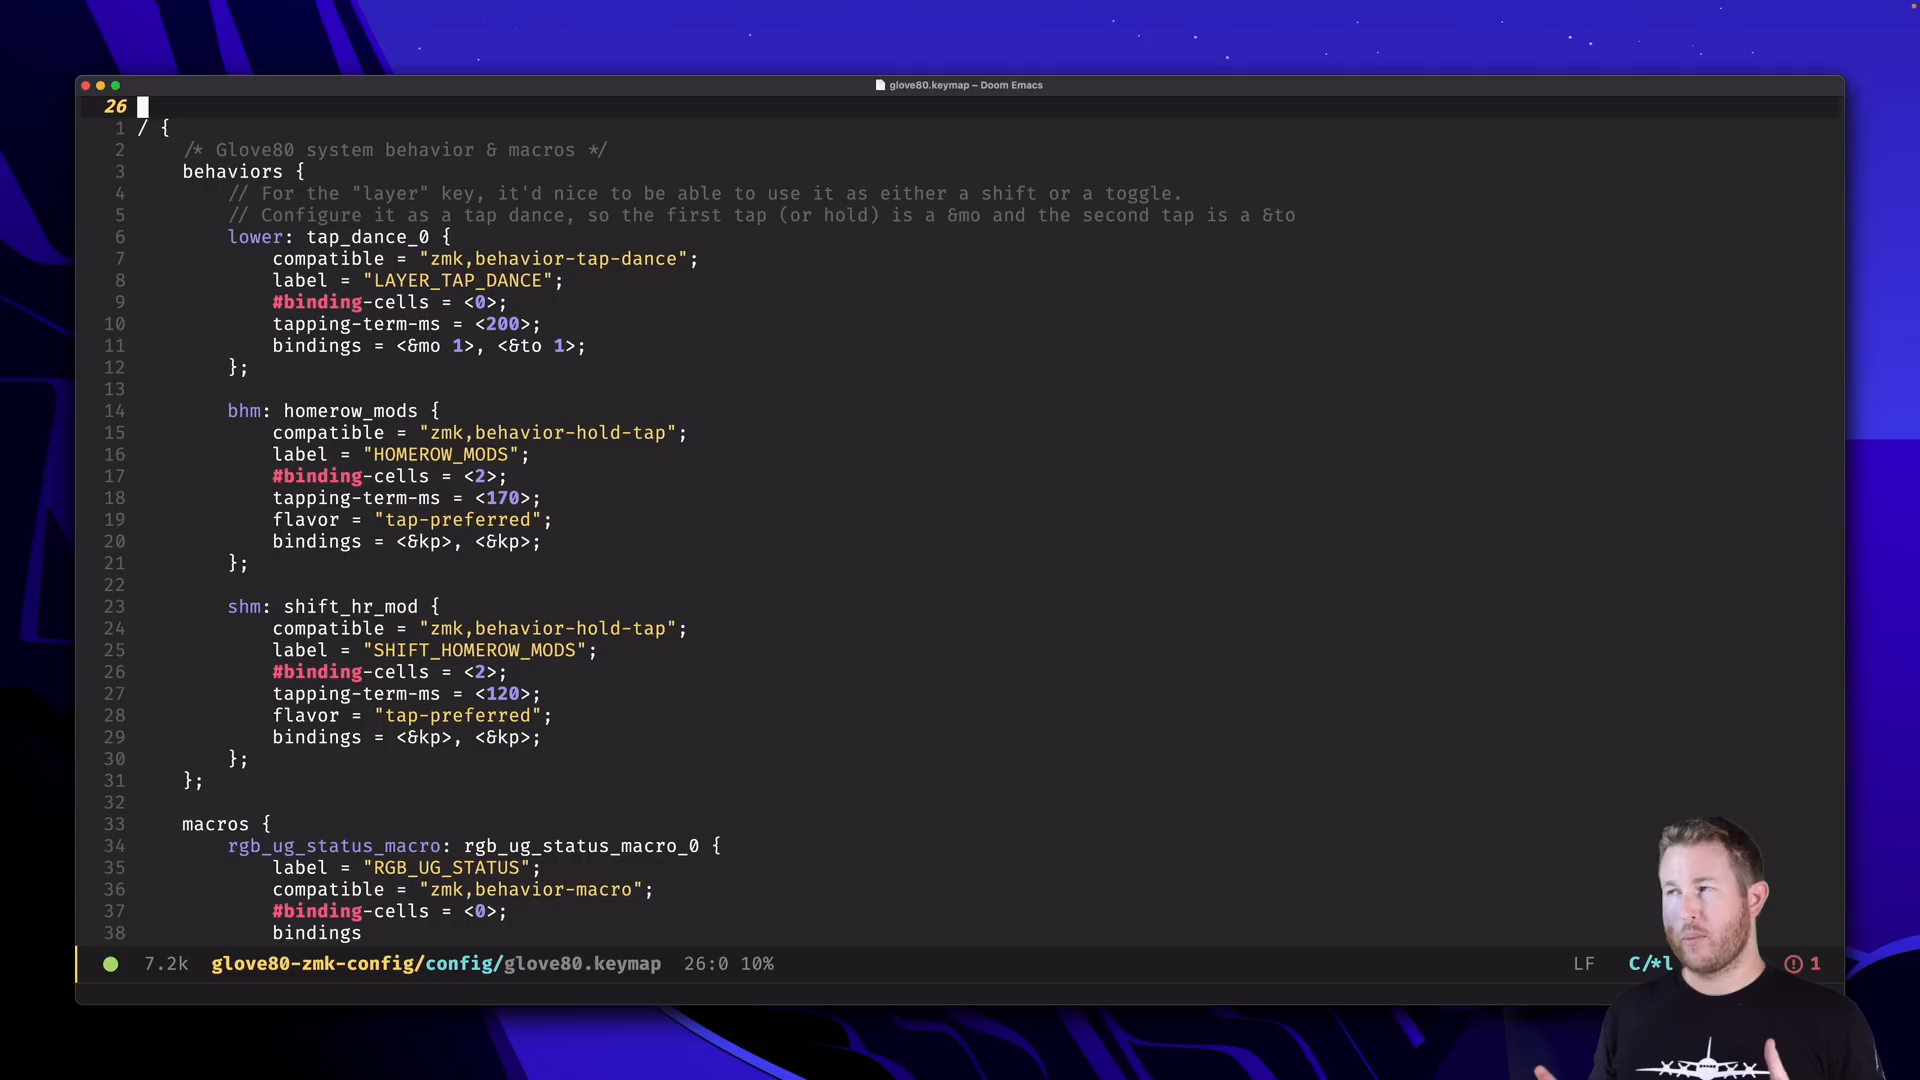 glove80.keymap – Doom Emacs
26
1 / {
2 /* Glove80 system behavior & macros */
3 behaviors {
4 // For the "layer" key, it'd nice to be able to use it as either a shift or a toggle.
5 // Configure it as a tap dance, so the first tap (or hold) is a &mo and the second tap is a &to
6 lower: tap_dance_0 {
7 compatible = "zmk,behavior-tap-dance";
8 label = "LAYER_TAP_DANCE";
9 #binding-cells = <0>;
10 tapping-term-ms = <200>;
11 bindings = <&mo 1>, <&to 1>;
12 };
13
14 bhm: homerow_mods {
15 compatible = "zmk,behavior-hold-tap";
16 label = "HOMEROW_MODS";
17 #binding-cells = <2>;
18 tapping-term-ms = <170>;
19 flavor = "tap-preferred";
20 bindings = <&kp>, <&kp>;
21 };
22
23 shm: shift_hr_mod {
24 compatible = "zmk,behavior-hold-tap";
25 label = "SHIFT_HOMEROW_MODS";
26 #binding-cells = <2>;
27 tapping-term-ms = <120>;
28 flavor = "tap-preferred";
29 bindings = <&kp>, <&kp>;
30 };
31 };
32
33 macros {
34 rgb_ug_status_macro: rgb_ug_status_macro_0 {
35 label = "RGB_UG_STATUS";
36 compatible = "zmk,behavior-macro";
37 #binding-cells = <0>;
38 bindings
7.2k glove80-zmk-config/config/glove80.keymap 26:0 10% LF C/*l 1